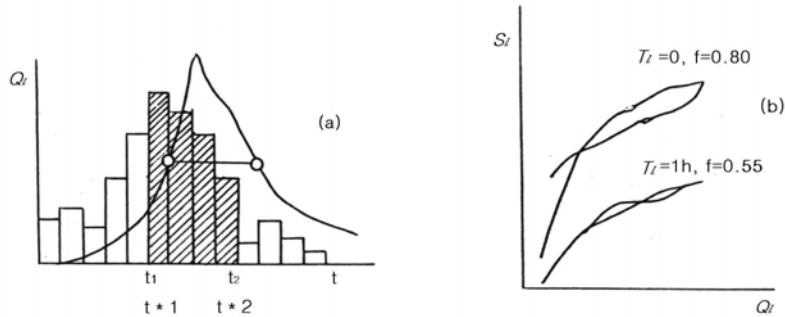 Qℓ
(a)
t₁ t₂ t
t * 1 t * 2
Sℓ
Tℓ =0, f=0.80
(b)
Tℓ =1h, f=0.55
Qℓ